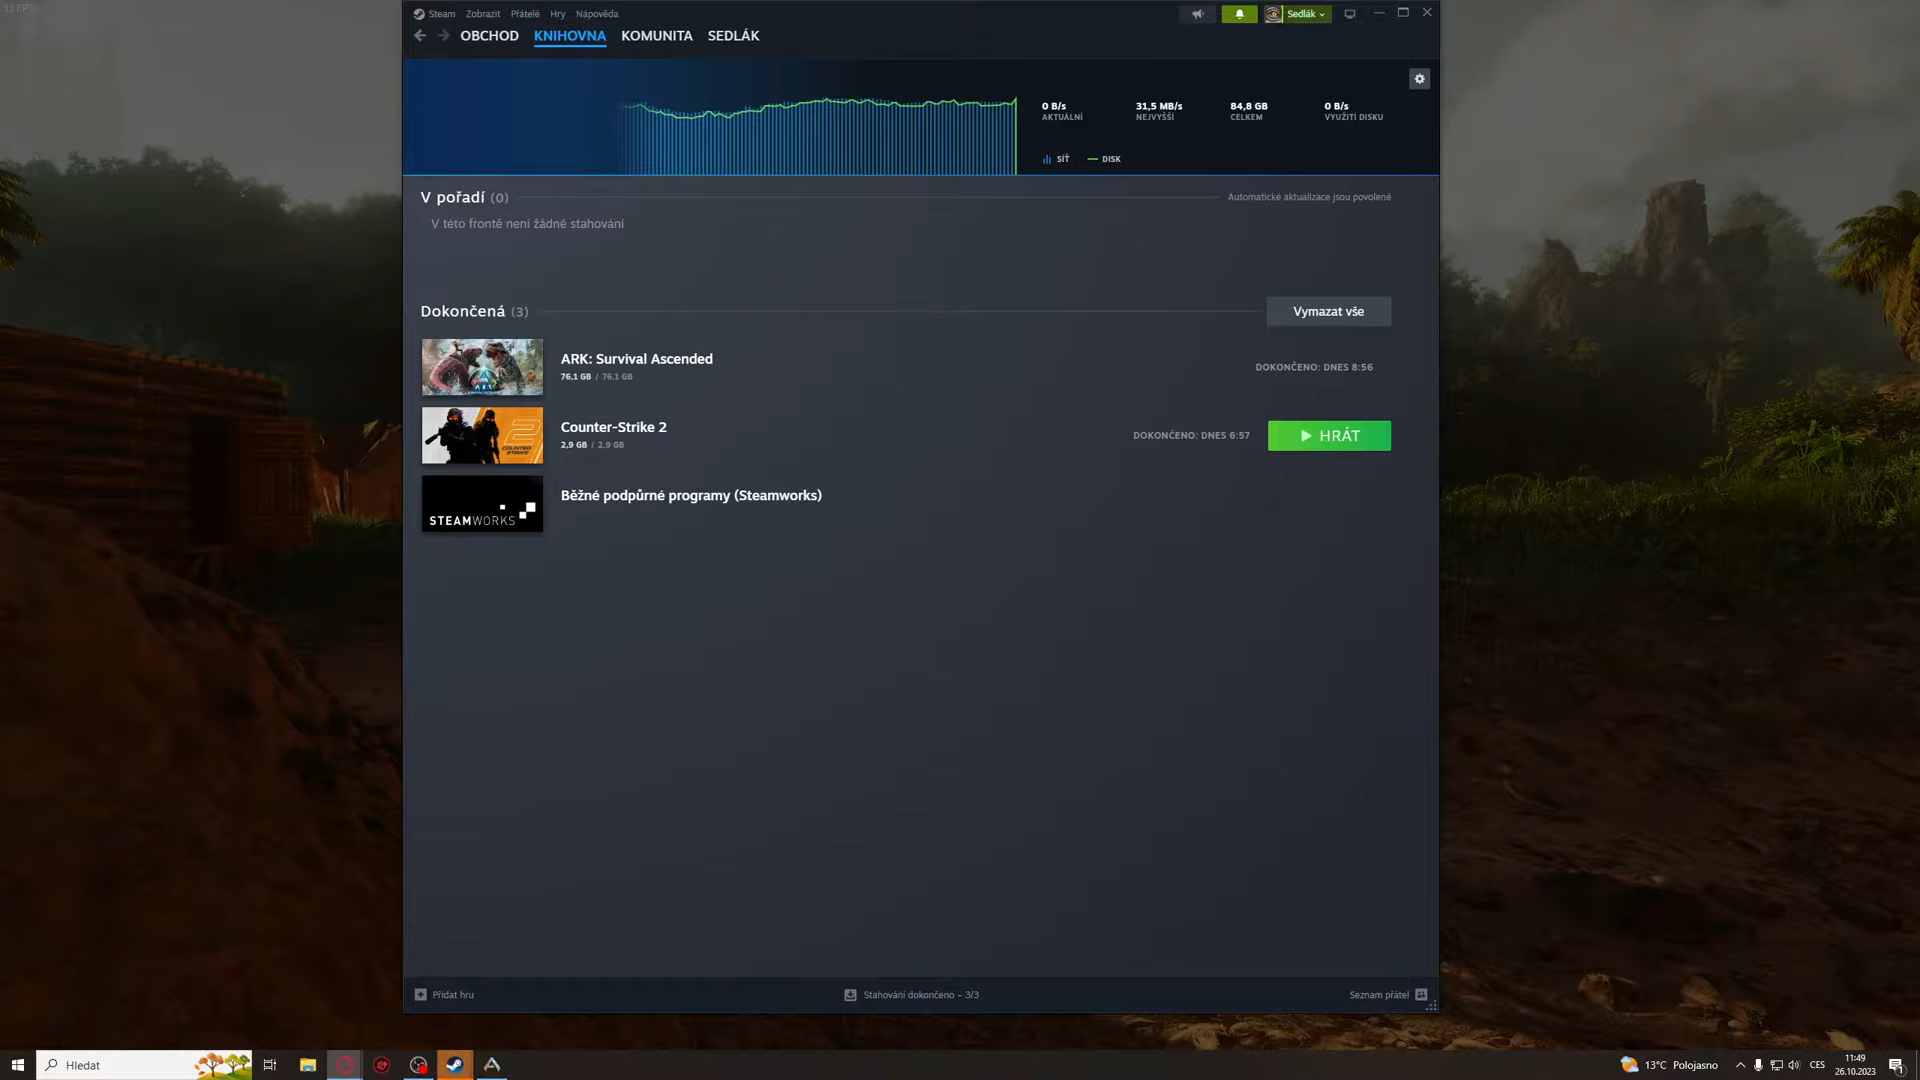 31 FPS
Steam Zobrazit Přátelé Hry Nápověda Sedlák
OBCHOD KNIHOVNA KOMUNITA SEDLÁK
0 B/s 31,5 MB/s 84,8 GB 0 B/s
AKTUÁLNÍ NEJVYŠŠÍ CELKEM VYUŽITÍ DISKU
SÍŤ DISK
V pořadí (0) Automatické aktualizace jsou povolené
V této frontě není žádné stahování
Dokončená (3) Vymazat vše
ARK: Survival Ascended
76,1 GB / 76,1 GB
DOKONČENO: DNES 8:56
Counter-Strike 2
2,9 GB / 2,9 GB
DOKONČENO: DNES 6:57 HRÁT
Běžné podpůrné programy (Steamworks)
STEAMWORKS
Přidat hru Stahování dokončeno – 3/3 Seznam přátel
Hledat 13°C Polojasno CES 11:49
26.10.2023